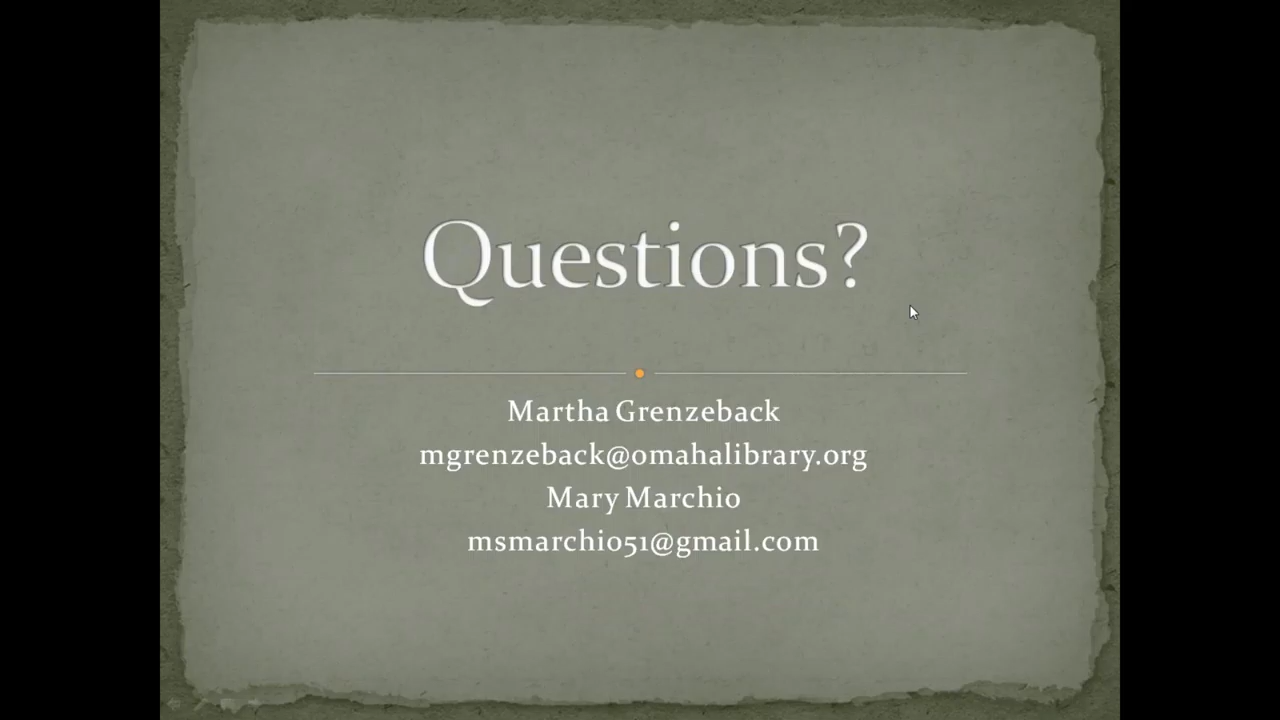 Questions?
Martha Grenzeback
mgrenzeback@omahalibrary.org
Mary Marchio
msmarchio51@gmail.com